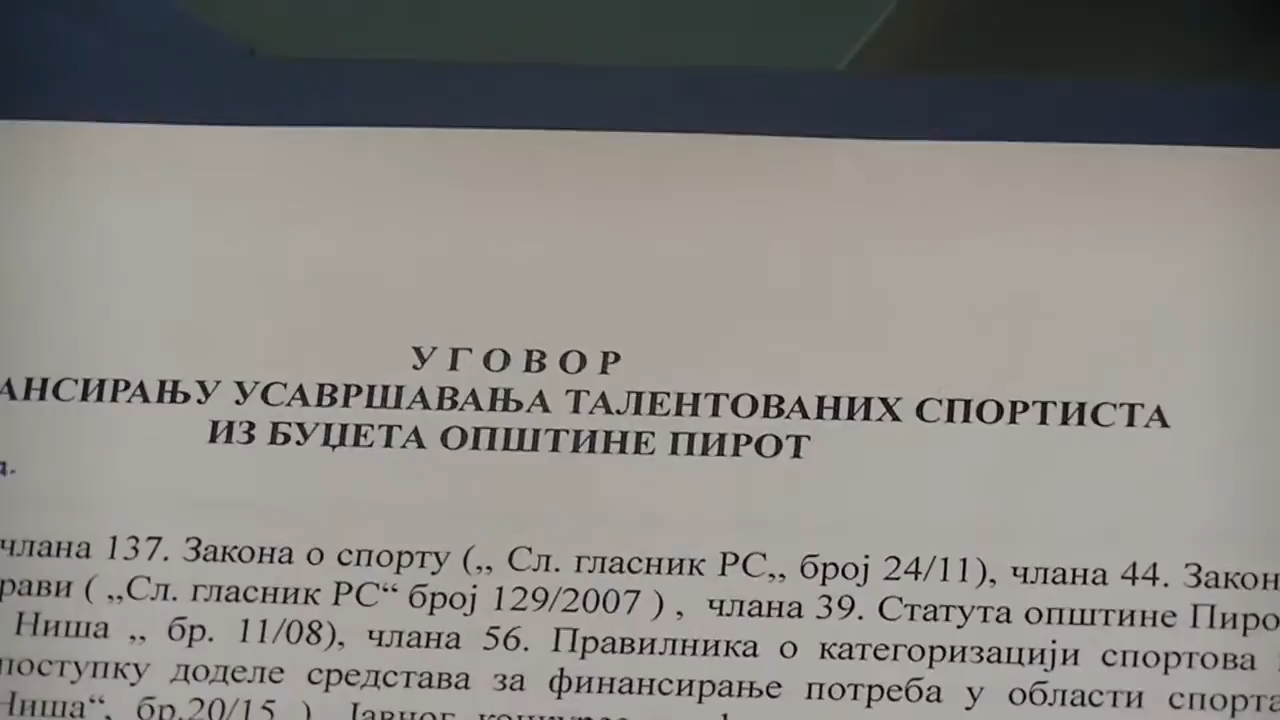 У Г О В О Р
АНСИРАЊУ УСАВРШАВАЊА ТАЛЕНТОВАНИХ СПОРТИСТА
ИЗ БУЏЕТА ОПШТИНЕ ПИРОТ
члана 137. Закона о спорту (,, Сл. гласник РС,, број 24/11), члана 44. Закон
рави ( ,,Сл. гласник РС“ број 129/2007 ) , члана 39. Статута општине Пиро
Ниша ,, бр. 11/08), члана 56. Правилника о категоризацији спортова
поступку доделе средстава за финансирање потреба у области спорта
Ниша“, бр.20/15 ) Јавног